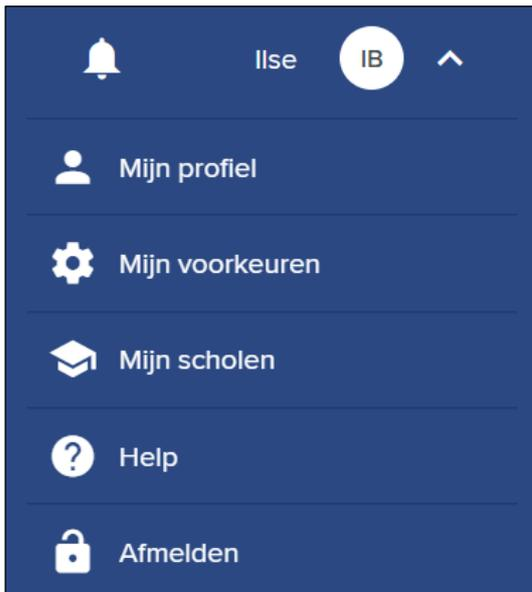 Ilse IB
Mijn profiel
Mijn voorkeuren
Mijn scholen
? Help
Afmelden